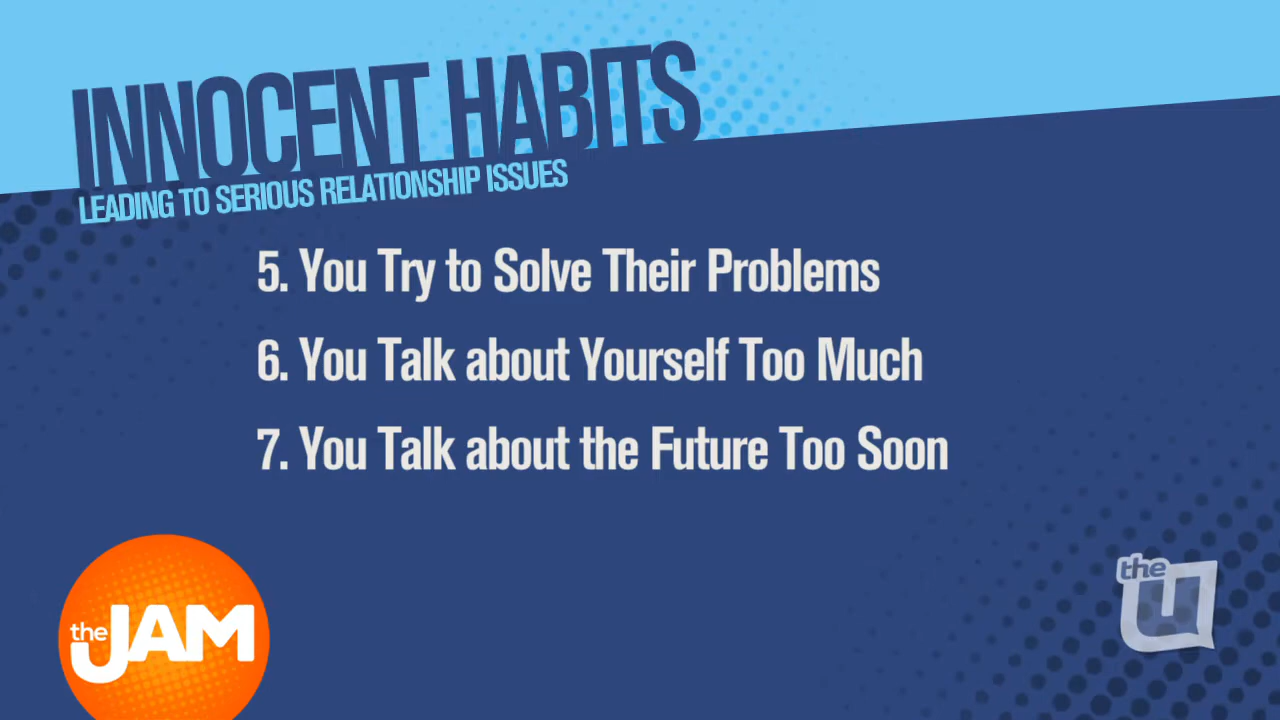 INNOCENT HABITS
LEADING TO SERIOUS RELATIONSHIP ISSUES
5. You Try to Solve Their Problems
6. You Talk about Yourself Too Much
7. You Talk about the Future Too Soon
the JAM
the U